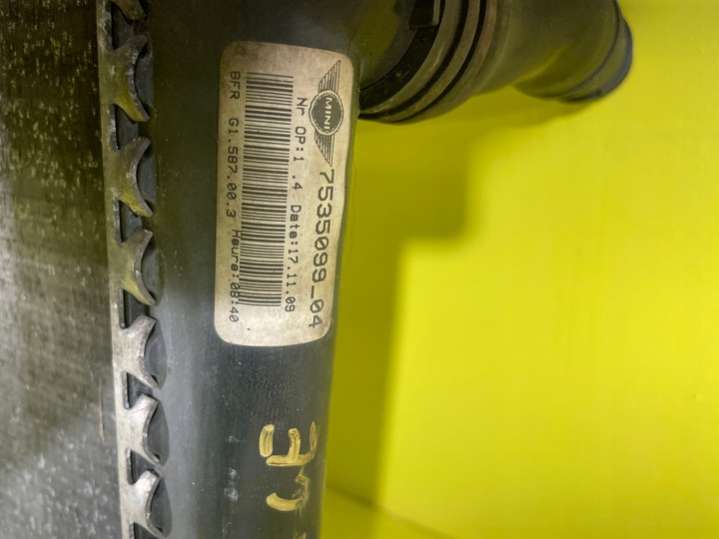 MINI
7535099_04
Nr OP:1 .4 Date:17.11.09
BFR G1.587.00.3 Heure:08:40